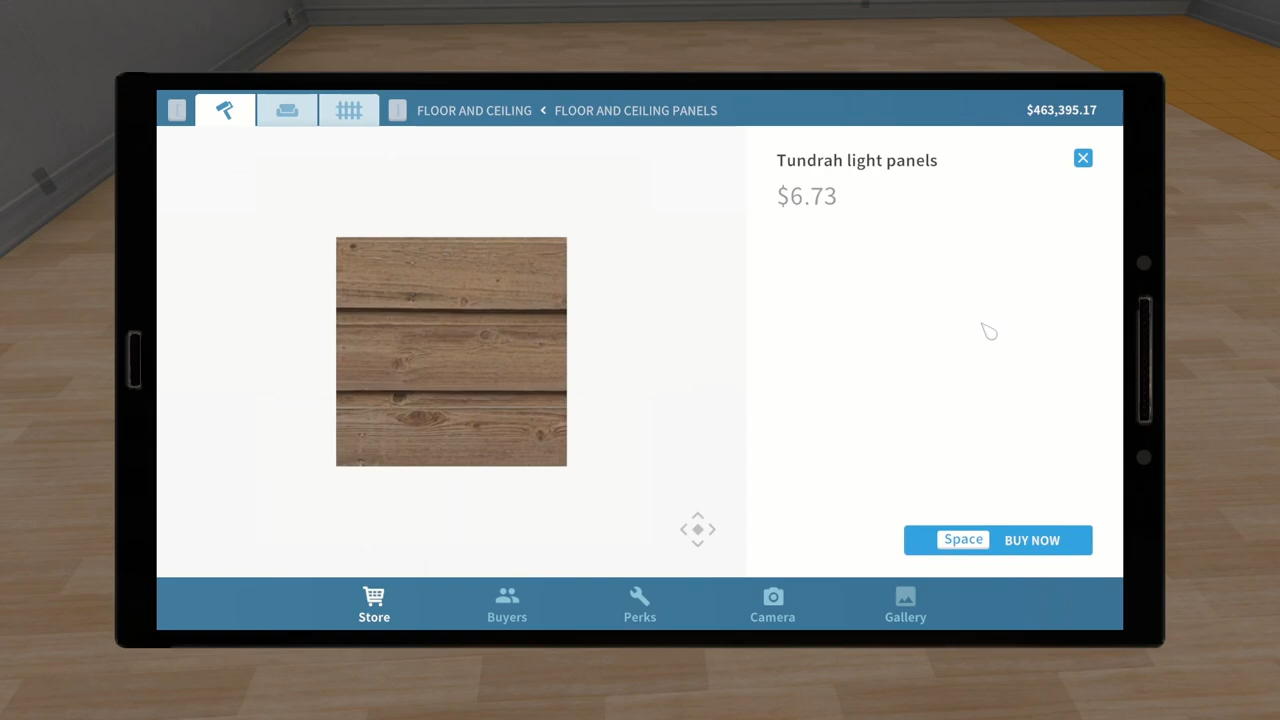 FLOOR AND CEILING < FLOOR AND CEILING PANELS
$463,395.17
Tundrah light panels
$6.73
Space BUY NOW
Store
Buyers
Perks
Camera
Gallery